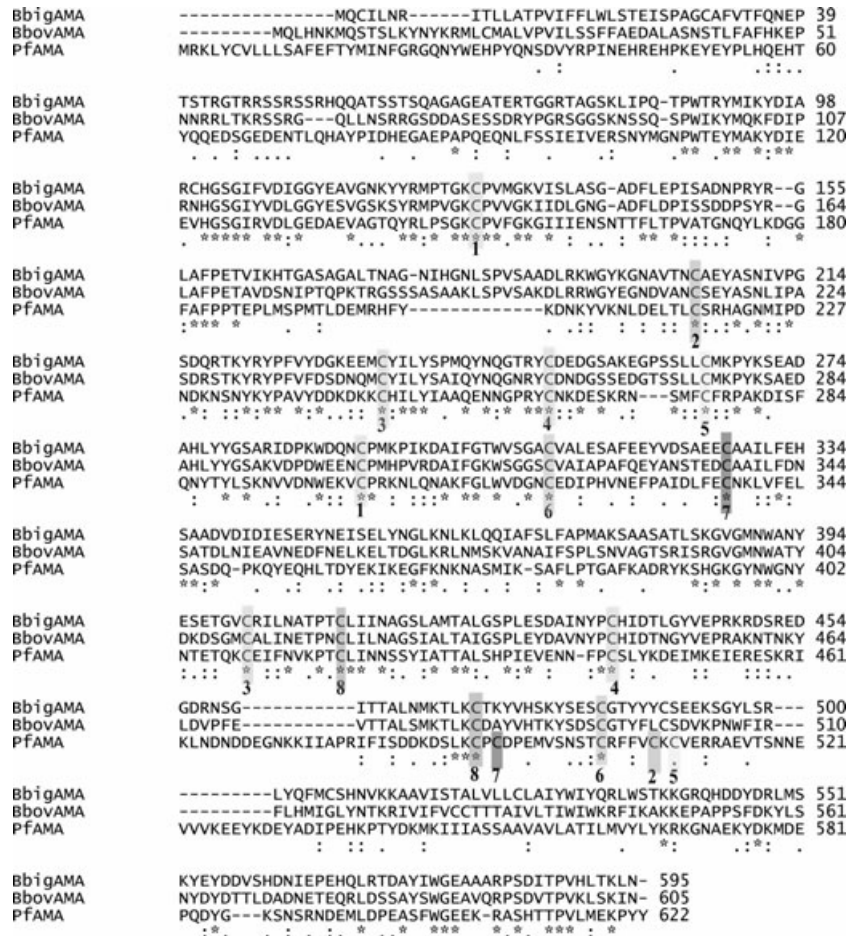 BbigAMA ---------------MQCILNR------ITLLATPVIFFLWLSTEISPAGCAFVTFQNEP 39
BbovAMA ---------MQLHNKMQSTSLKYNYKRMLCMALVPVILSSFFAEDALASNSTLFAFHKEP 51
PfAMA MRKLYCVLLLSAFEFTYMINFGRGQNYWEHPYQNSDVYRPINEHREHPKEYEYPLHQEHT 60
. : . .::..
BbigAMA TSTRGTRRSSRSSRHQQATSSTSQAGAGEATERTGGRTAGSKLIPQ-TPWTRYMIKYDIA 98
BbovAMA NNRRLTKRSSRG---QLLNSRRGSDDASESSDRYPGRSGGSKNSSQ-SPWIKYMQKFDIP 107
PfAMA YQQEDSGEDENTLQHAYPIDHEGAEPAPQEQNLFSSIEIVERSNYMGNPWTEYMAKYDIE 120
. . : . . . * : : . .: ** ** *:**
BbigAMA RCHGSGIFVDIGGYEAVGNKYYRMPTGKCPVMGKVISLASG-ADFLEPISADNPRYR--G 155
BbovAMA RNHGSGIYVDLGGYESVGSKSYRMPVGKCPVVGKIIDLGNG-ADFLDPISSDDPSYR--G 164
PfAMA EVHGSGIRVDLGEDAEVAGTQYRLPSGKCPVFGKGIIIENSNTTFLTPVATGNQYLKDGG 180
. ***** **:* *... **:* *****.** * : .. : ** *::: : : *
1
BbigAMA LAFPETVIKHTGASAGALTNAG-NIHGNLSPVSAADLRKWGYKGNAVTNCAEYASNIVPG 214
BbovAMA LAFPETAVDSNIPTQPKTRGSSSSASAAKLSPVSAKDLRRWGYEGNDVANCSEYASNLIPA 224
PfAMA FAFPPTEPLMSPMTLDEMRHFY-------------KDNKYVKNLDELTLCSRHAGNMIPD 227
:*** * : : .:: : : : *:.:*.*::*
2
BbigAMA SDQRTKYRYPFVYDGKEEMCYILYSPMQYNQGTRYCDEDGSAKEGPSSLLCMKPYKSEAD 274
BbovAMA SDRSTKYRYPFVFDSDNQMCYILYSAIQYNQGNRYCDNDGSSEDGTSSLLCMKPYKSAED 284
PfAMA NDKNSNYKYPAVYDDKDKKCHILYIAAQENNGPRYCNKDESKRN---SMFCFRPAKDISF 284
.*: ::*:** *:*..:: *:*** . * *:* ***:.* * .: *::*::* *.
3 4 5
BbigAMA AHLYYGSARIDPKWDQNCPMKPIKDAIFGTWVSGACVALESAFEEYVDSAEECAAILFEH 334
BbovAMA AHLYYGSAKVDPDWEENCPMHPVRDAIFGKWSGGSCVAIAPAFQEYANSTEDCAAILFDN 344
PfAMA QNYTYLSKNVVDNWEKVCPRKNLQNAKFGLWVDGNCEDIPHVNEFPAIDLFECNKLVFEL 344
: * * .: .*:: ** : :::* ** * .* * : . : . . :* ::*:
1 6 7
BbigAMA SAADVDIDIESERYNEISELYNGLKNLKLQQIAFSLFAPMAKSAASATLSKGVGMNWANY 394
BbovAMA SATDLNIEAVNEDFNELKELTDGLKRLNMSKVANAIFSPLSNVAGTSRISRGVGMNWATY 404
PfAMA SASDQ-PKQYEQHLTDYEKIKEGFKNKNASMIK-SAFLPTGAFKADRYKSHGKGYNWGNY 402
**:* . .: .: .:: :*:*. : . : : * * . . *:* * **..*
BbigAMA ESETGVCRILNATPTCLIINAGSLAMTALGSPLESDAINYPCHIDTLGYVEPRKRDSRED 454
BbovAMA DKDSGMCALINETPNCLILNAGSIALTAIGSPLEYDAVNYPCHIDTNGYVEPRAKNTNKY 464
PfAMA NTETQKCEIFNVKPTCLINNSSYIATTALSHPIEVENN-FPCSLYKDEIMKEIERESKRI 461
3 8 4
BbigAMA GDRNSG-----------ITTALNMKTLKCTKYVHSKYSESCGTYYYCSEEKSGYLSR--- 500
BbovAMA LDVPFE-----------VTTALSMKTLKCDAYVHTKYSDSCGTYFLCSDVKPNWFIR--- 510
PfAMA KLNDNDDEGNKKIIAPRIFISDDKDSLKCPCDPEMVSNSTCRFFVCKCVERRAEVTSNNE 521
8 7 6 2 5
BbigAMA ---------LYQFMCSHNVKKAAVISTALVLLCLAIYWIYQRLWSTKKGRQHDDYDRLMS 551
BbovAMA ---------FLHMIGLYNTKRIVIFVCCTTTAIVLTIWIWKRFIKAKKEPAPPSFDKYLS 561
PfAMA VVVKEEYKDEYADIPEHKPTYDKMKIIIASSAAVAVLATILMVYLYKRKGNAEKYDKMDE 581
BbigAMA KYEYDDVSHDNIEPEHQLRTDAYIWGEAAARPSDITPVHLTKLN- 595
BbovAMA NYDYDTTLDADNETEQRLDSSAYSWGEAVQRPSDVTPVKLSKIN- 605
PfAMA PQDYG---KSNSRNDEMLDPEASFWGEEK-RASHTTPVLMEKPYY 622